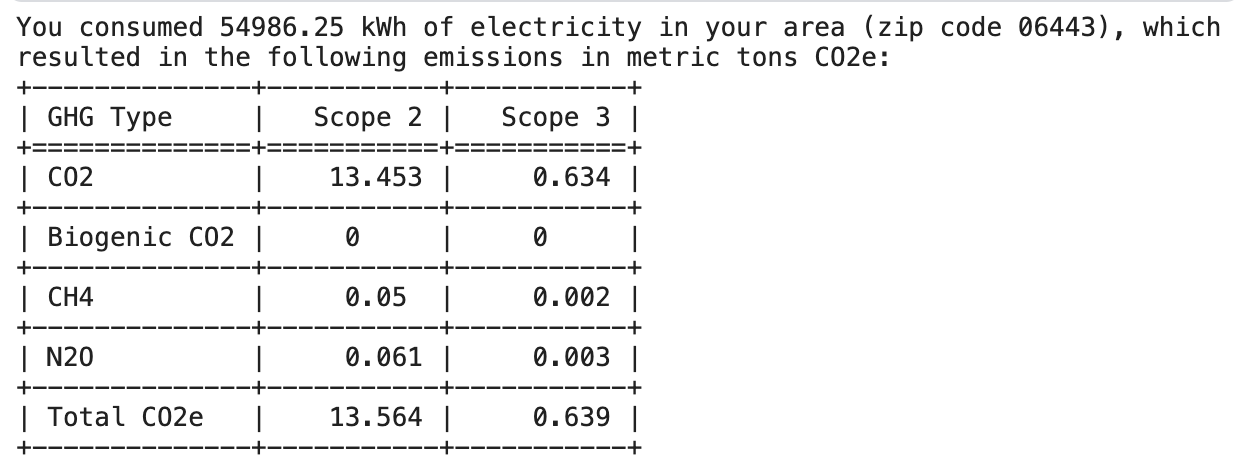 You consumed 54986.25 kWh of electricity in your area (zip code 06443), which
resulted in the following emissions in metric tons CO2e:
+--------------+-----------+-----------+
| GHG Type     |   Scope 2 |   Scope 3 |
+==============+===========+===========+
| CO2          |    13.453 |     0.634 |
+--------------+-----------+-----------+
| Biogenic CO2 |     0     |     0     |
+--------------+-----------+-----------+
| CH4          |     0.05  |     0.002 |
+--------------+-----------+-----------+
| N2O          |     0.061 |     0.003 |
+--------------+-----------+-----------+
| Total CO2e   |    13.564 |     0.639 |
+--------------+-----------+-----------+